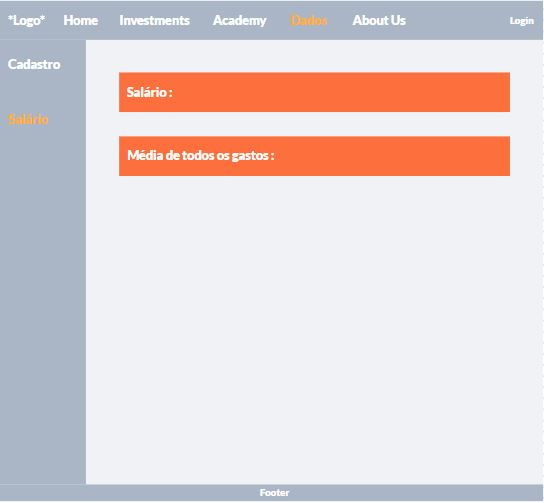 *Logo* Home Investments Academy Dados About Us Login
Cadastro
Salário
Salário :
Média de todos os gastos :
Footer